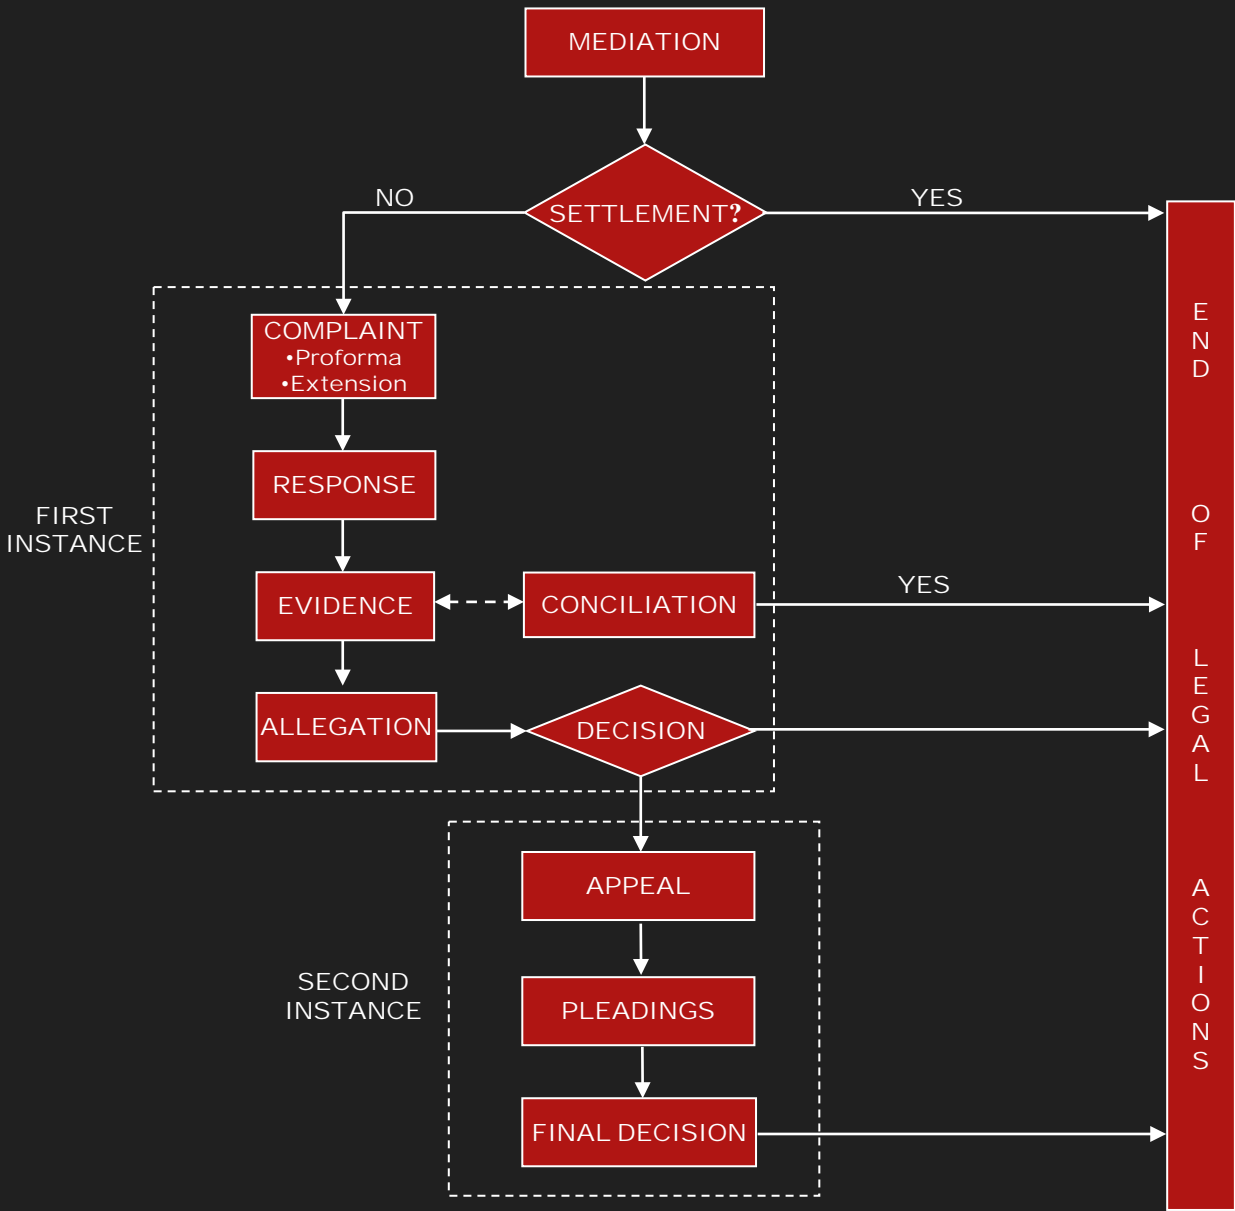 MEDIATION
SETTLEMENT?
NO
YES
COMPLAINT
•Proforma
•Extension
RESPONSE
FIRST
INSTANCE
EVIDENCE
CONCILIATION
YES
ALLEGATION
DECISION
APPEAL
SECOND
INSTANCE
PLEADINGS
FINAL DECISION
E
N
D
O
F
L
E
G
A
L
A
C
T
I
O
N
S